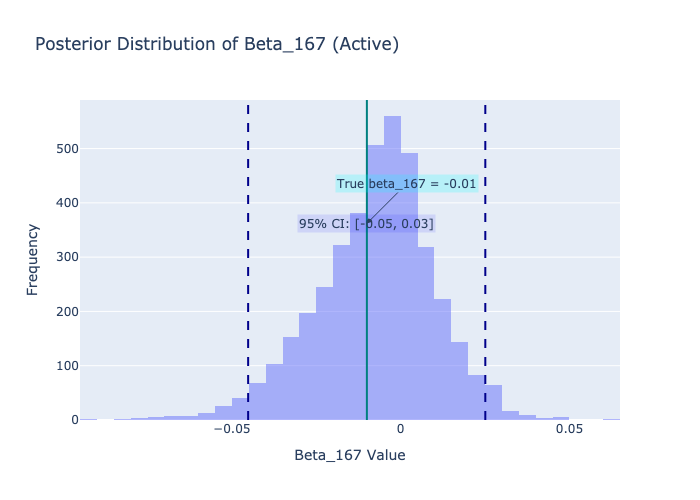 Posterior Distribution of Beta_167 (Active)
500
400
300
200
100
0
Frequency
True beta_167 = -0.01
95% CI: [-0.05, 0.03]
−0.05
0
0.05
Beta_167 Value